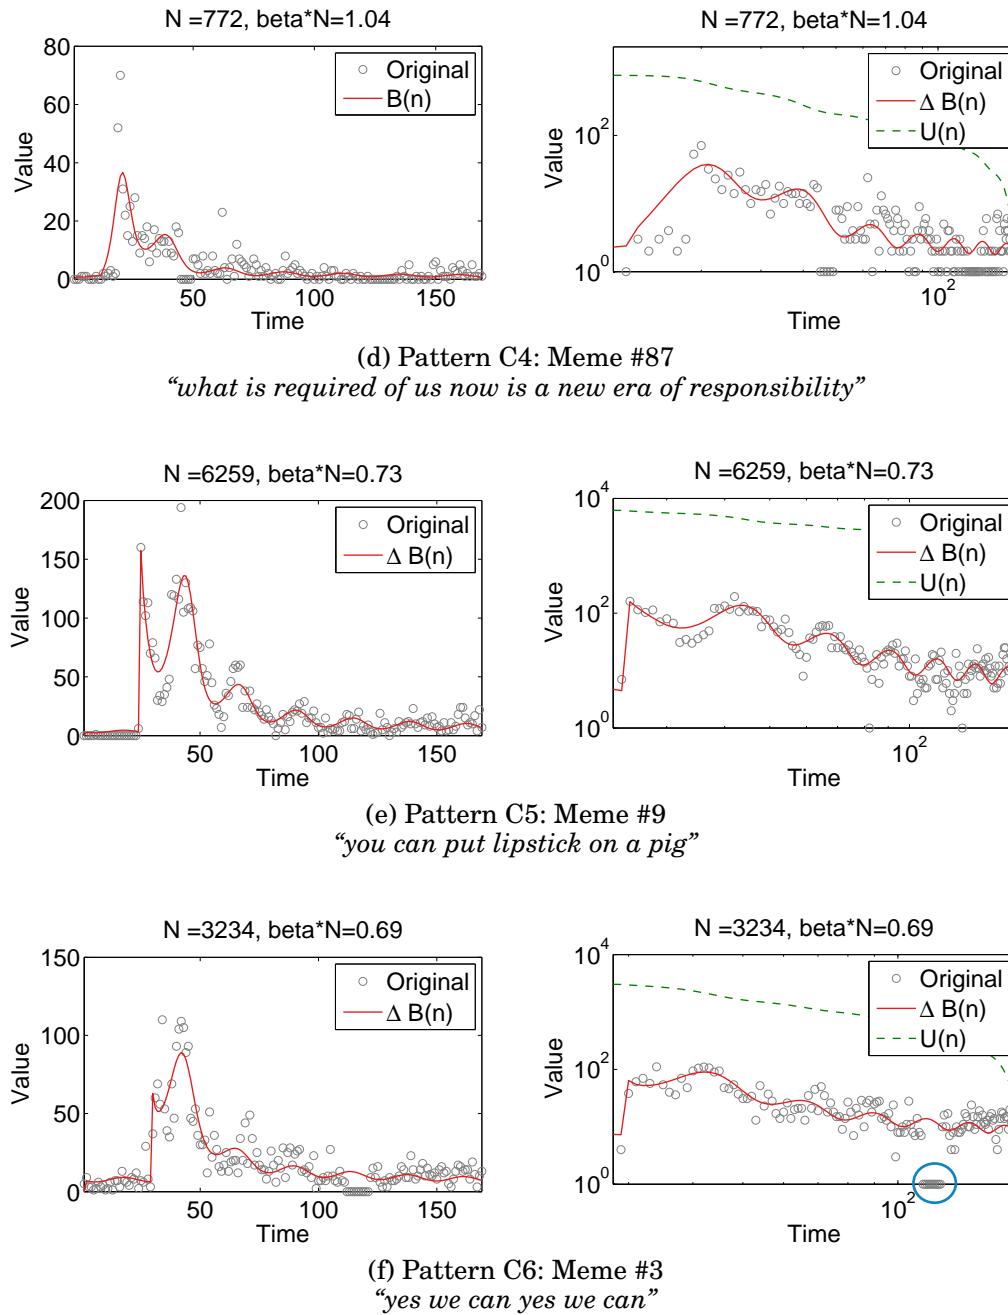 N =772, beta*N=1.04
80
60
40
20
0
Value
50
100
150
Time
Original
B(n)
N =772, beta*N=1.04
10^2
10^0
Value
10^2
Time
Original
Δ B(n)
U(n)
(d) Pattern C4: Meme #87
“what is required of us now is a new era of responsibility”
N =6259, beta*N=0.73
200
150
100
50
0
Value
50
100
150
Time
Original
Δ B(n)
N =6259, beta*N=0.73
10^4
10^2
10^0
Value
10^2
Time
Original
Δ B(n)
U(n)
(e) Pattern C5: Meme #9
“you can put lipstick on a pig”
N =3234, beta*N=0.69
150
100
50
0
Value
50
100
150
Time
Original
Δ B(n)
N =3234, beta*N=0.69
10^4
10^2
10^0
Value
10^2
Time
Original
Δ B(n)
U(n)
(f) Pattern C6: Meme #3
“yes we can yes we can”